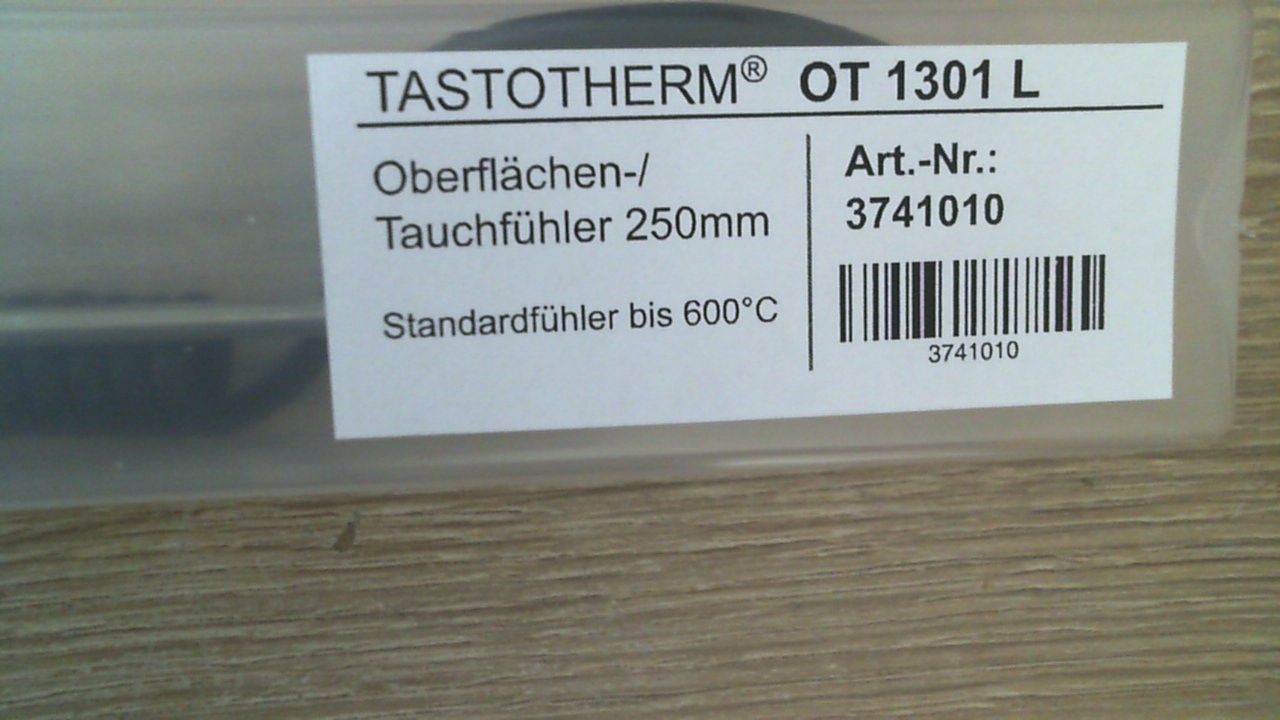 TASTOTHERM® OT 1301 L
Oberflächen-/
Tauchfühler 250mm
Standardfühler bis 600°C
Art.-Nr.:
3741010
3741010